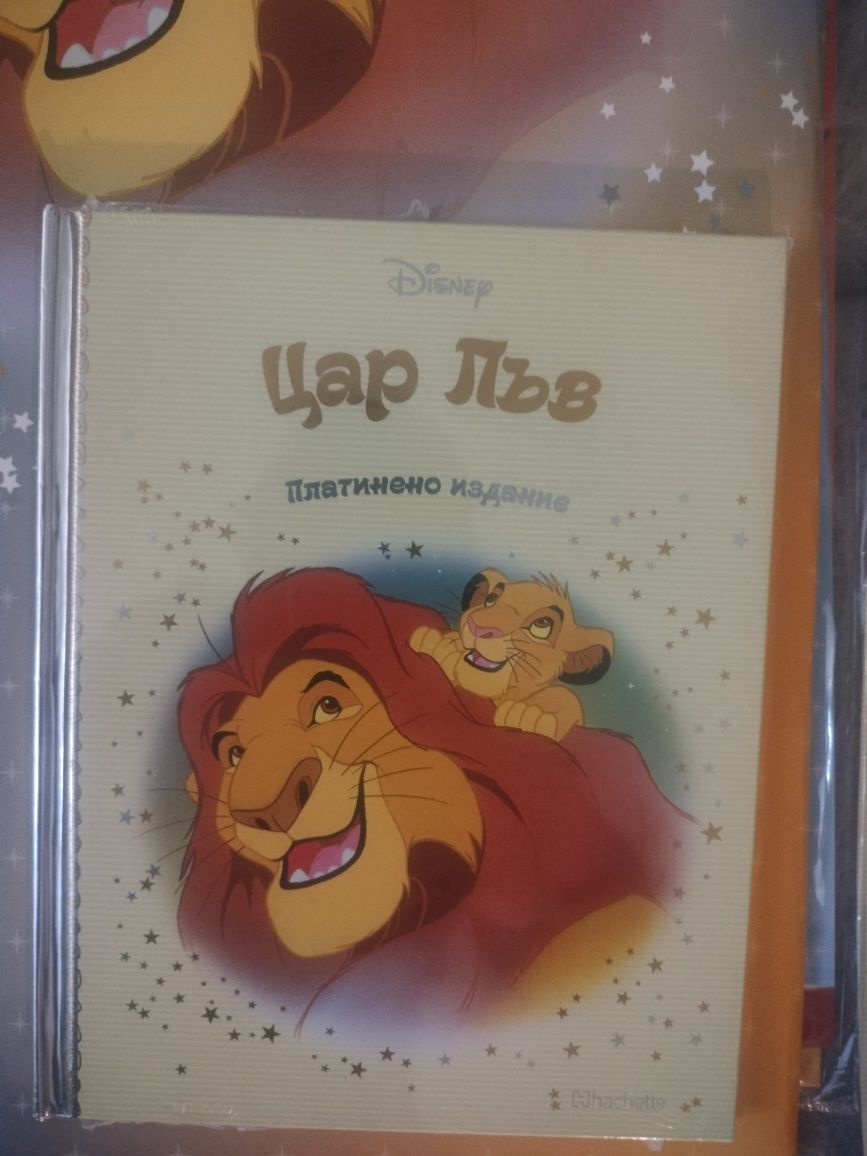 Disney
Цар Лъв
Платинено издание
hachette